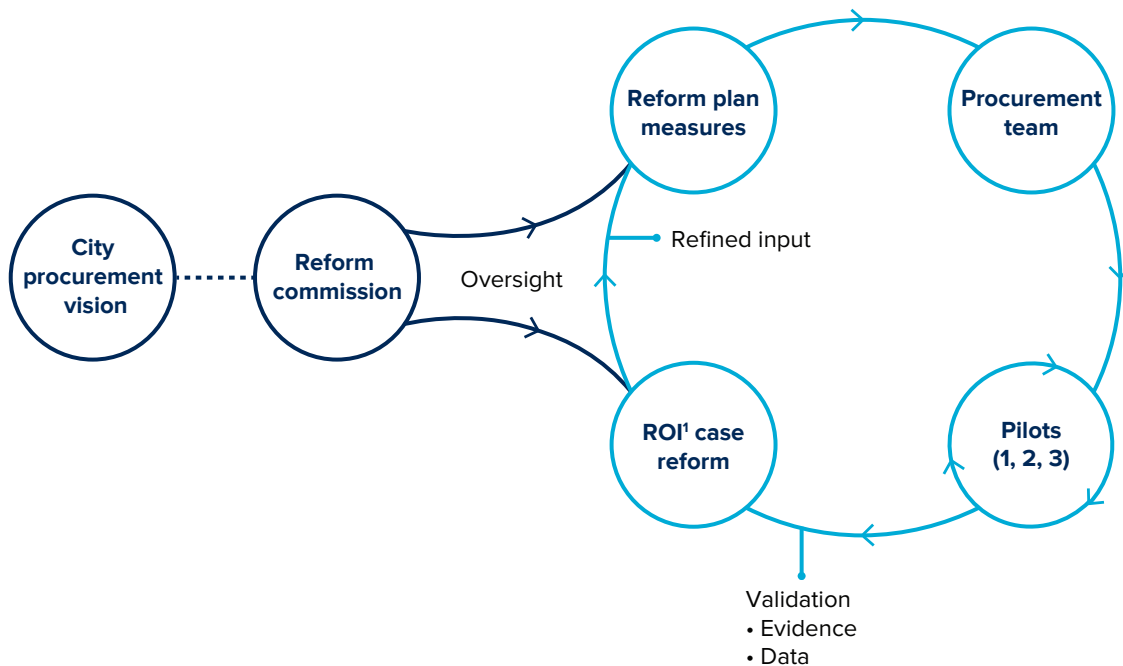 City
procurement
vision
Reform
commission
Oversight
Reform plan
measures
Procurement
team
Refined input
ROI¹ case
reform
Pilots
(1, 2, 3)
Validation
• Evidence
• Data